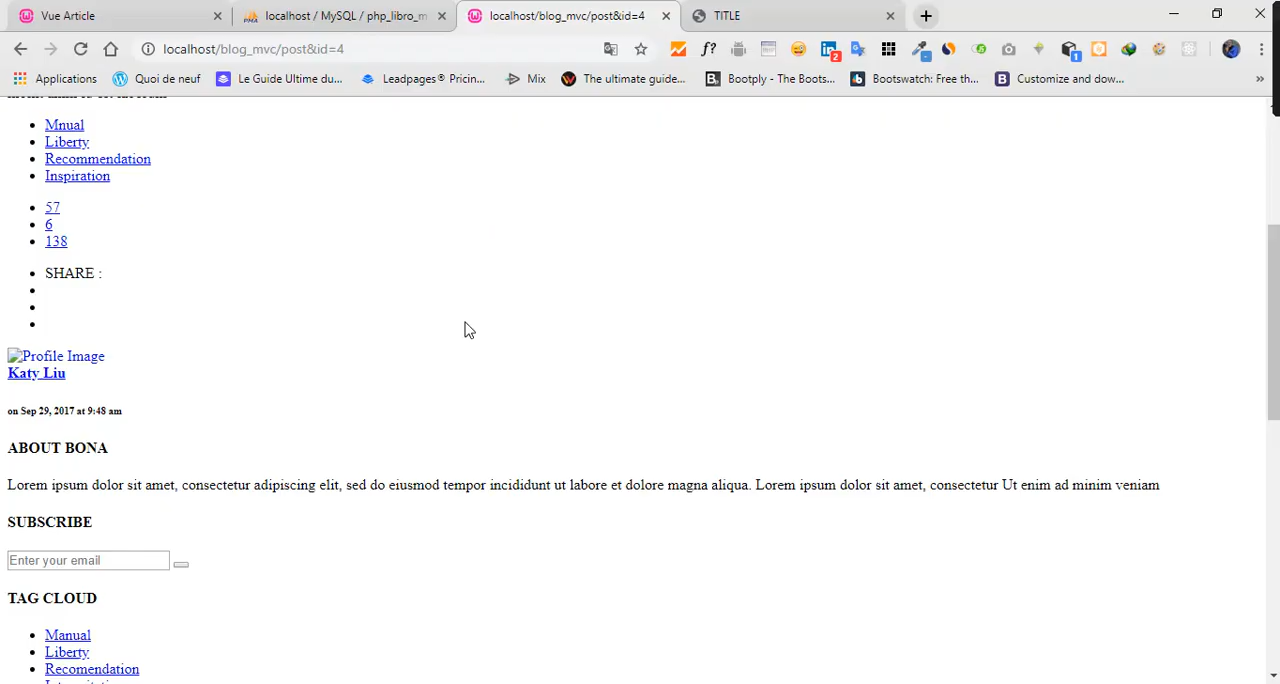 Vue Article
localhost / MySQL / php_libro_m
localhost/blog_mvc/post&id=4
TITLE
localhost/blog_mvc/post&id=4
Applications
Quoi de neuf
Le Guide Ultime du...
Leadpages® Pricin...
Mix
The ultimate guide...
Bootply - The Boots...
Bootswatch: Free th...
Customize and dow...
Mnual
Liberty
Recommendation
Inspiration
57
6
138
SHARE :
Profile Image
Katy Liu
on Sep 29, 2017 at 9:48 am
ABOUT BONA
Lorem ipsum dolor sit amet, consectetur adipiscing elit, sed do eiusmod tempor incididunt ut labore et dolore magna aliqua. Lorem ipsum dolor sit amet, consectetur Ut enim ad minim veniam
SUBSCRIBE
Enter your email
TAG CLOUD
Manual
Liberty
Recomendation